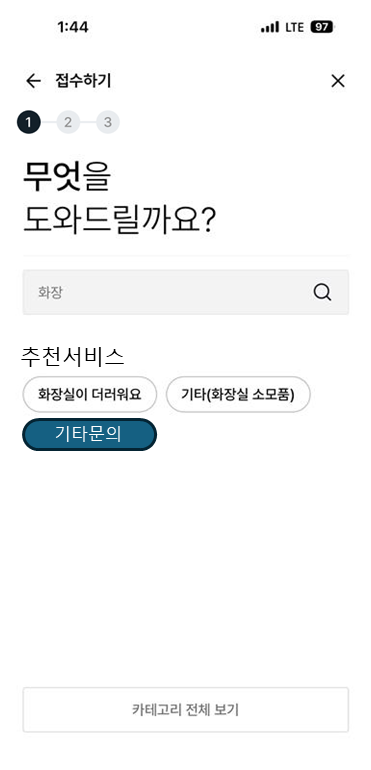 1:44 LTE 97
접수하기
1 2 3
무엇을
도와드릴까요?
화장
추천서비스
화장실이 더러워요 기타(화장실 소모품)
기타문의
카테고리 전체 보기